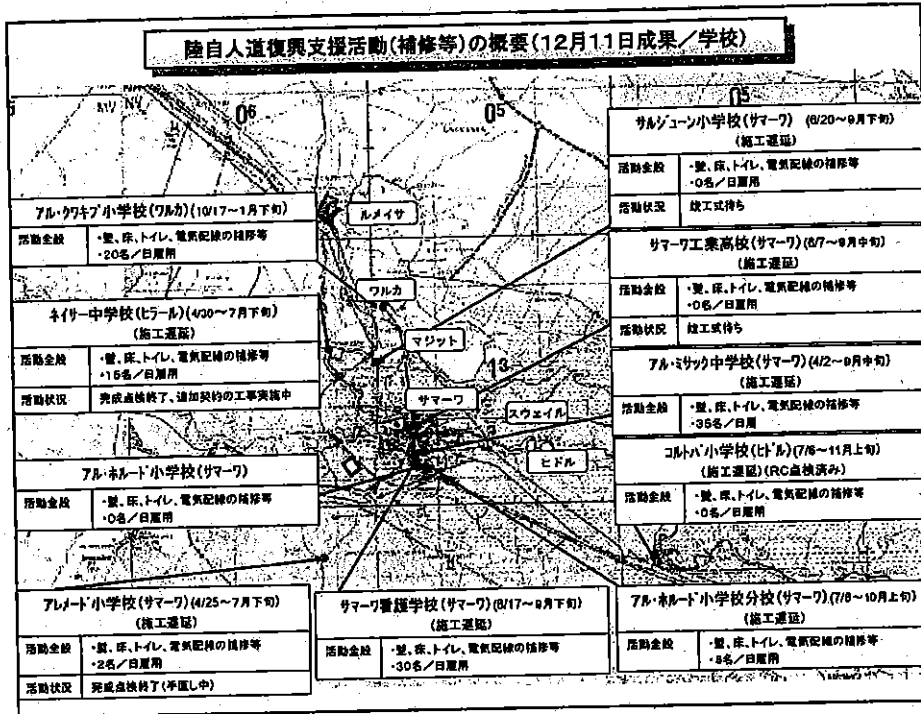 陸自人道復興支援活動(補修等)の概要(12月11日成果/学校)
MV NV
0⁶
0⁵
0⁵
サルジューン小学校(サマーワ) (6/20~9月下旬)
(施工遅延)
活動全般
・壁、床、トイレ、電気配線の補修等
・0名/日雇用
活動状況
竣工式待ち
アル・クワキブ小学校(ワルカ)(10/17~1月下旬)
活動全般
・壁、床、トイレ、電気配線の補修等
・20名/日雇用
ルメイサ
ワルカ
マジット
サマーワ
スウェイル
ヒドル
1³
サマーワ工業高校(サマーワ)(6/7~9月中旬)
(施工遅延)
活動全般
・壁、床、トイレ、電気配線の補修等
・0名/日雇用
活動状況
竣工式待ち
ネイサー中学校(ヒラール)(4/30~7月下旬)
(施工遅延)
活動全般
・壁、床、トイレ、電気配線の補修等
・15名/日雇用
活動状況
完成点検終了、追加契約の工事実施中
アル・ミサック中学校(サマーワ)(4/2~9月中旬)
(施工遅延)
活動全般
・壁、床、トイレ、電気配線の補修等
・35名/日雇
コルトバ小学校(ヒドル)(7/6~11月上旬)
(施工遅延)(RC点検済み)
活動全般
・壁、床、トイレ、電気配線の補修等
・0名/日雇用
アル・ホルード小学校(サマーワ)
活動全般
・壁、床、トイレ、電気配線の補修等
・0名/日雇用
アレメード小学校(サマーワ)(4/25~7月下旬)
(施工遅延)
活動全般
・壁、床、トイレ、電気配線の補修等
・2名/日雇用
活動状況
完成点検終了(手直し中)
サマーワ看護学校(サマーワ)(6/17~9月下旬)
(施工遅延)
活動全般
・壁、床、トイレ、電気配線の補修等
・30名/日雇用
アル・ホルード小学校分校(サマーワ)(7/6~10月上旬)
(施工遅延)
活動全般
・壁、床、トイレ、電気配線の補修等
・8名/日雇用